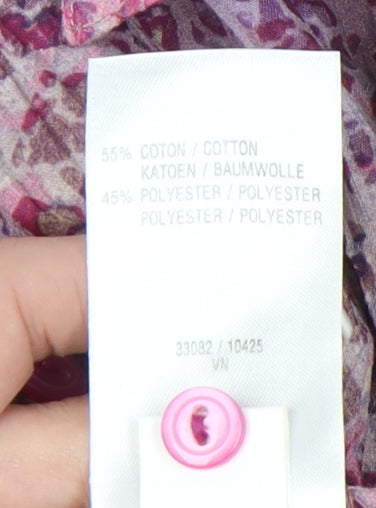 55% COTON / COTTON
KATOEN / BAUMWOLLE
45% POLYESTER / POLYESTER
POLYESTER / POLYESTER
33082 / 10425
VN